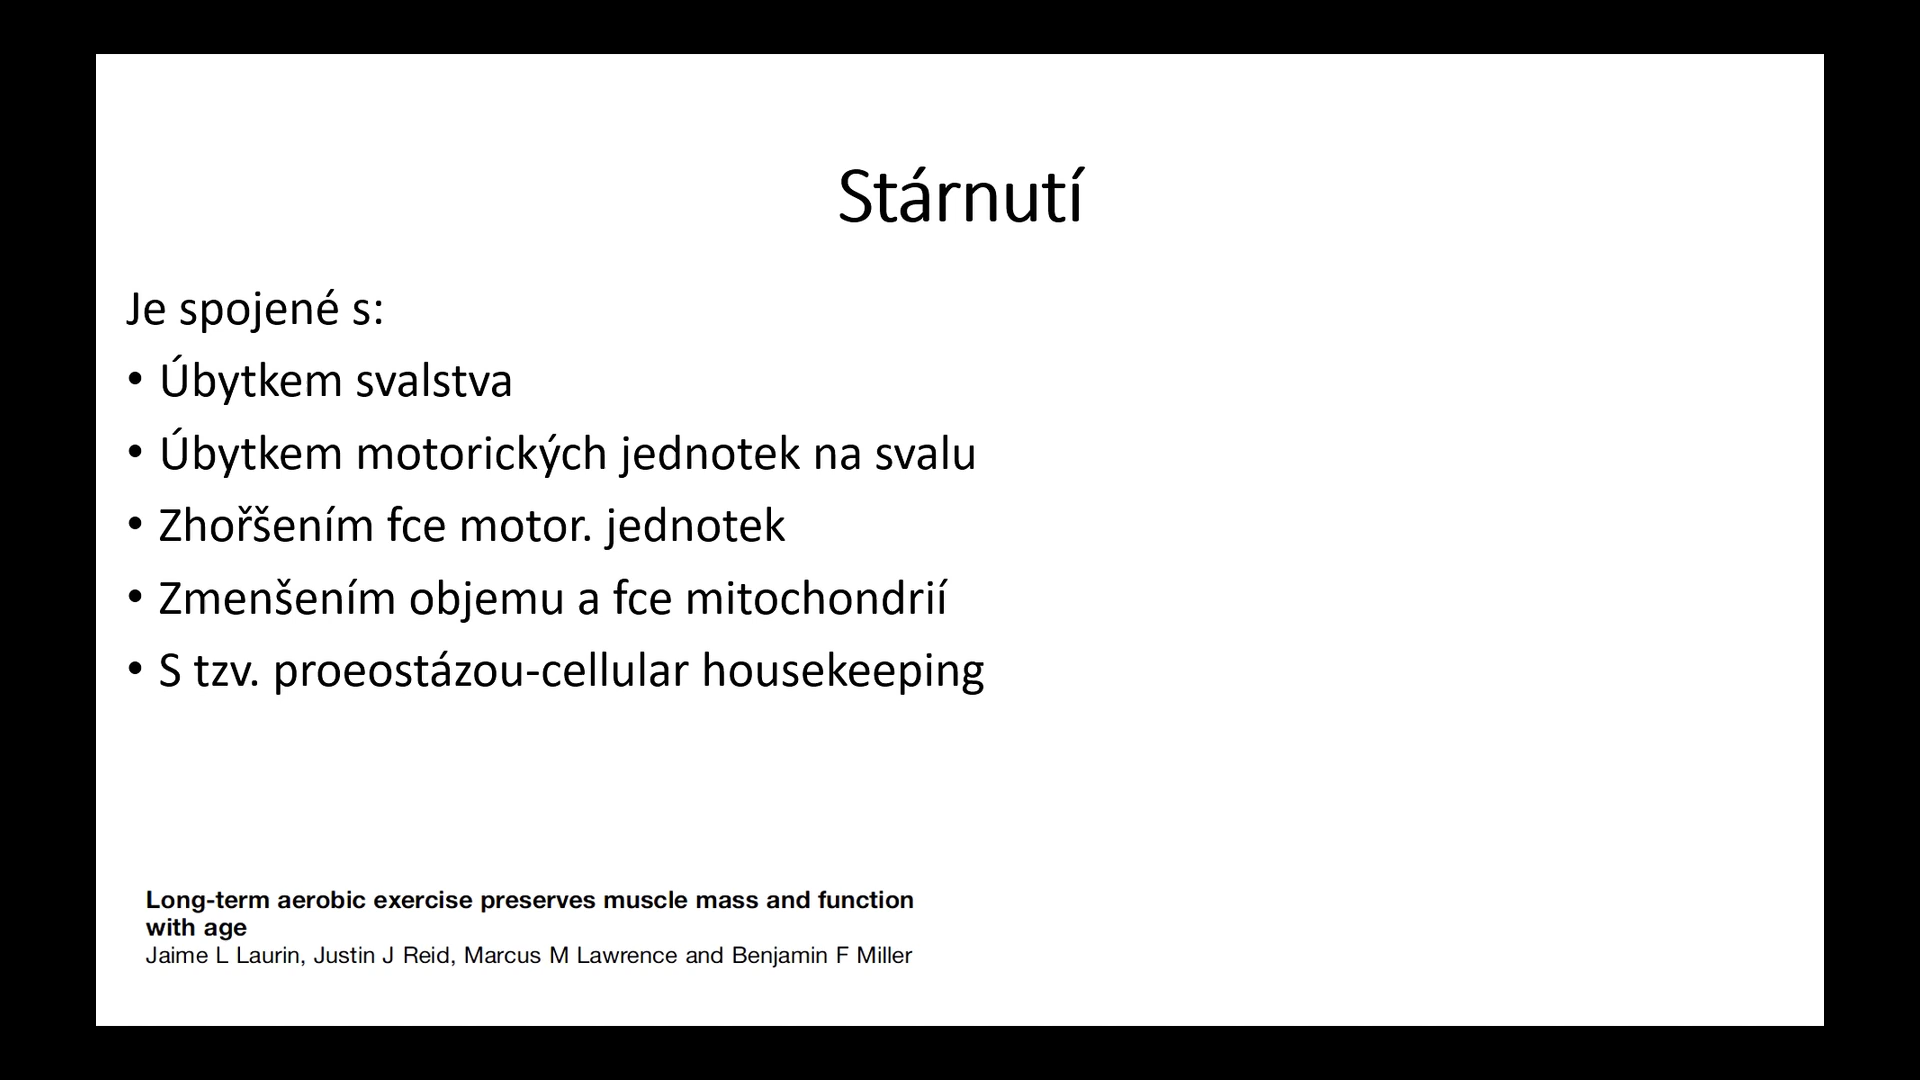 Stárnutí
Je spojené s:
• Úbytkem svalstva
• Úbytkem motorických jednotek na svalu
• Zhořšením fce motor. jednotek
• Zmenšením objemu a fce mitochondrií
• S tzv. proeostázou-cellular housekeeping
Long-term aerobic exercise preserves muscle mass and function
with age
Jaime L Laurin, Justin J Reid, Marcus M Lawrence and Benjamin F Miller